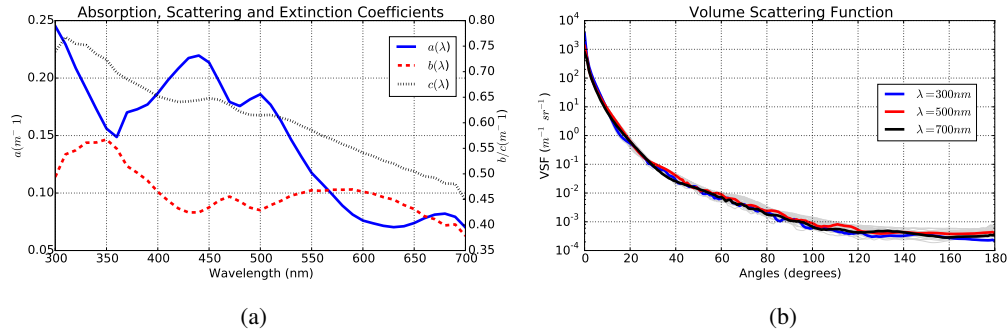 Absorption, Scattering and Extinction Coefficients
0.25
0.20
0.15
0.10
0.05
a(m⁻ 1)
0.80
0.75
0.70
0.65
0.60
0.55
0.50
0.45
0.40
0.35
b/c(m⁻ 1)
a(λ)
b(λ)
c(λ)
300 350 400 450 500 550 600 650 700
Wavelength (nm)
(a)
Volume Scattering Function
10⁴
10³
10²
10¹
10⁰
10⁻¹
10⁻²
10⁻³
10⁻⁴
VSF (m⁻¹ sr⁻¹)
λ=300nm
λ=500nm
λ=700nm
0 20 40 60 80 100 120 140 160 180
Angles (degrees)
(b)